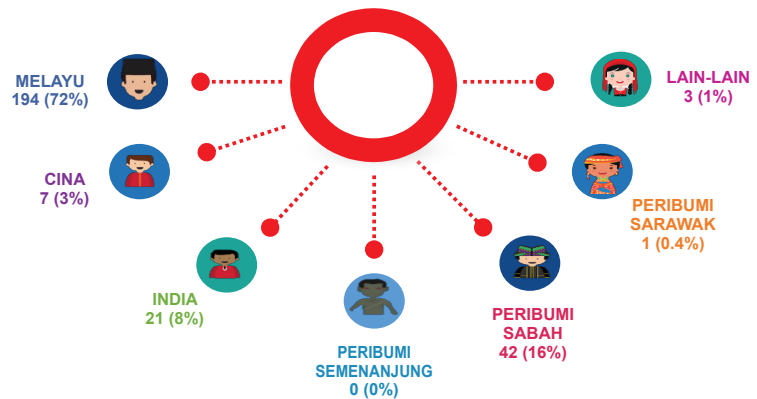 MELAYU
194 (72%)
CINA
7 (3%)
INDIA
21 (8%)
PERIBUMI
SEMENANJUNG
0 (0%)
PERIBUMI
SABAH
42 (16%)
PERIBUMI
SARAWAK
1 (0.4%)
LAIN-LAIN
3 (1%)